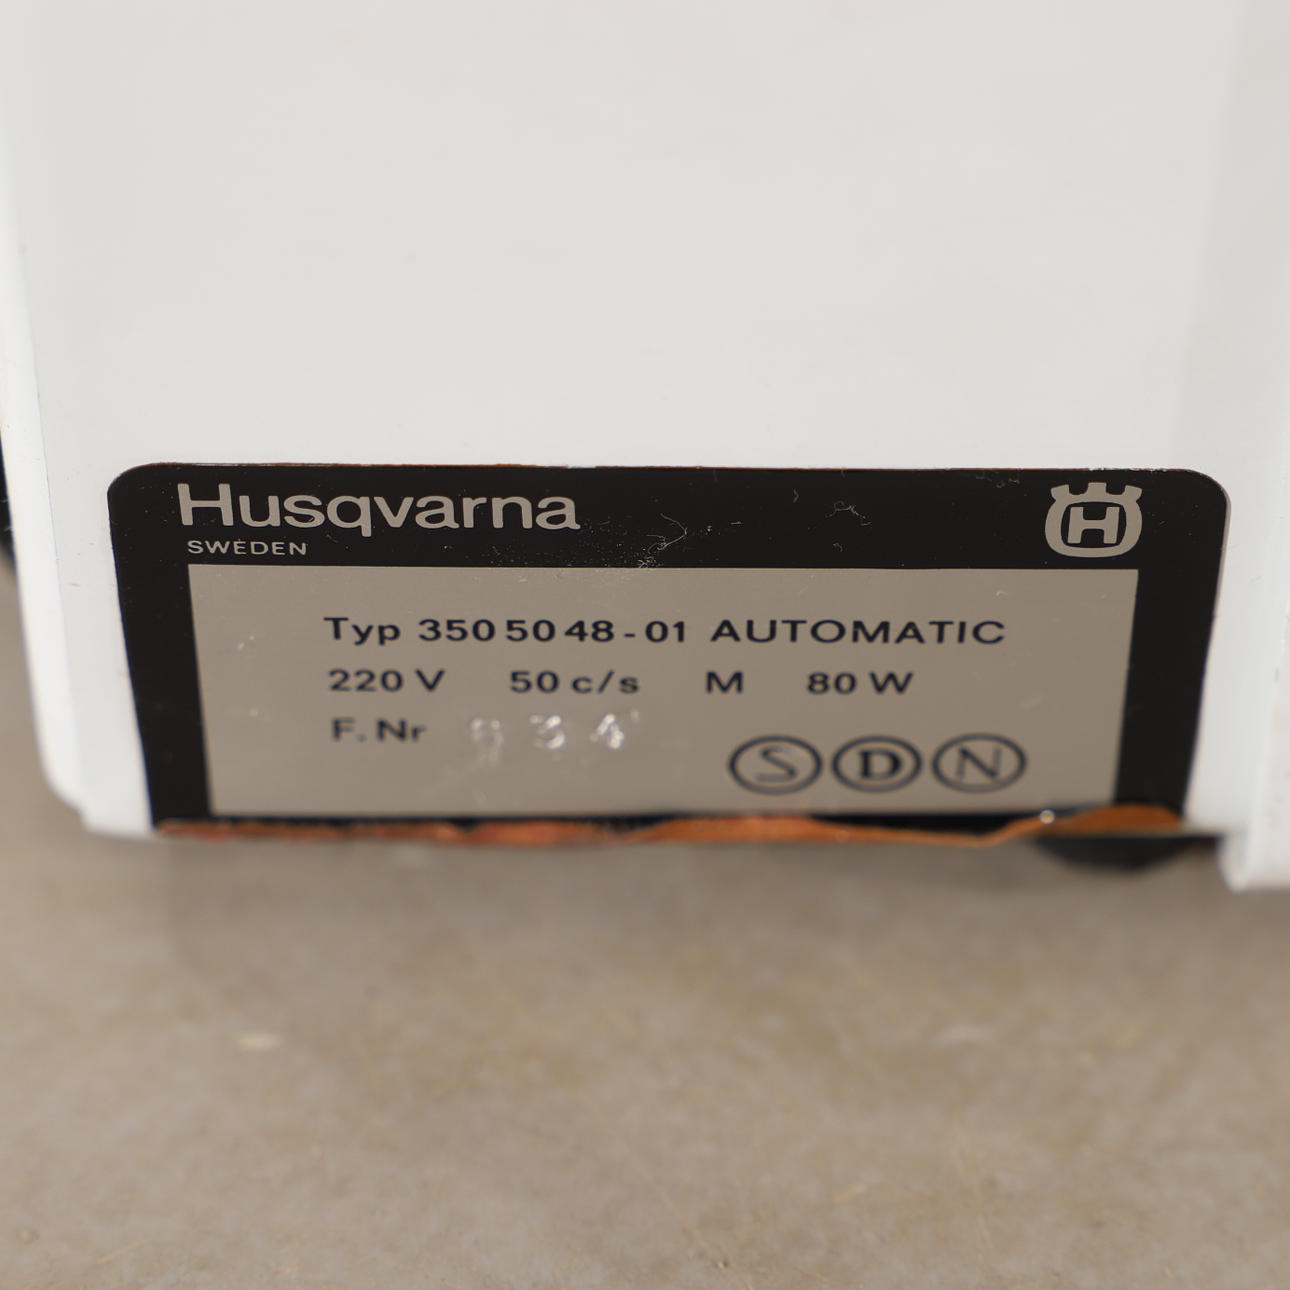 Husqvarna
SWEDEN
H
Typ 350 50 48-01 AUTOMATIC
220 V 50 c/s M 80 W
F. Nr
S D N